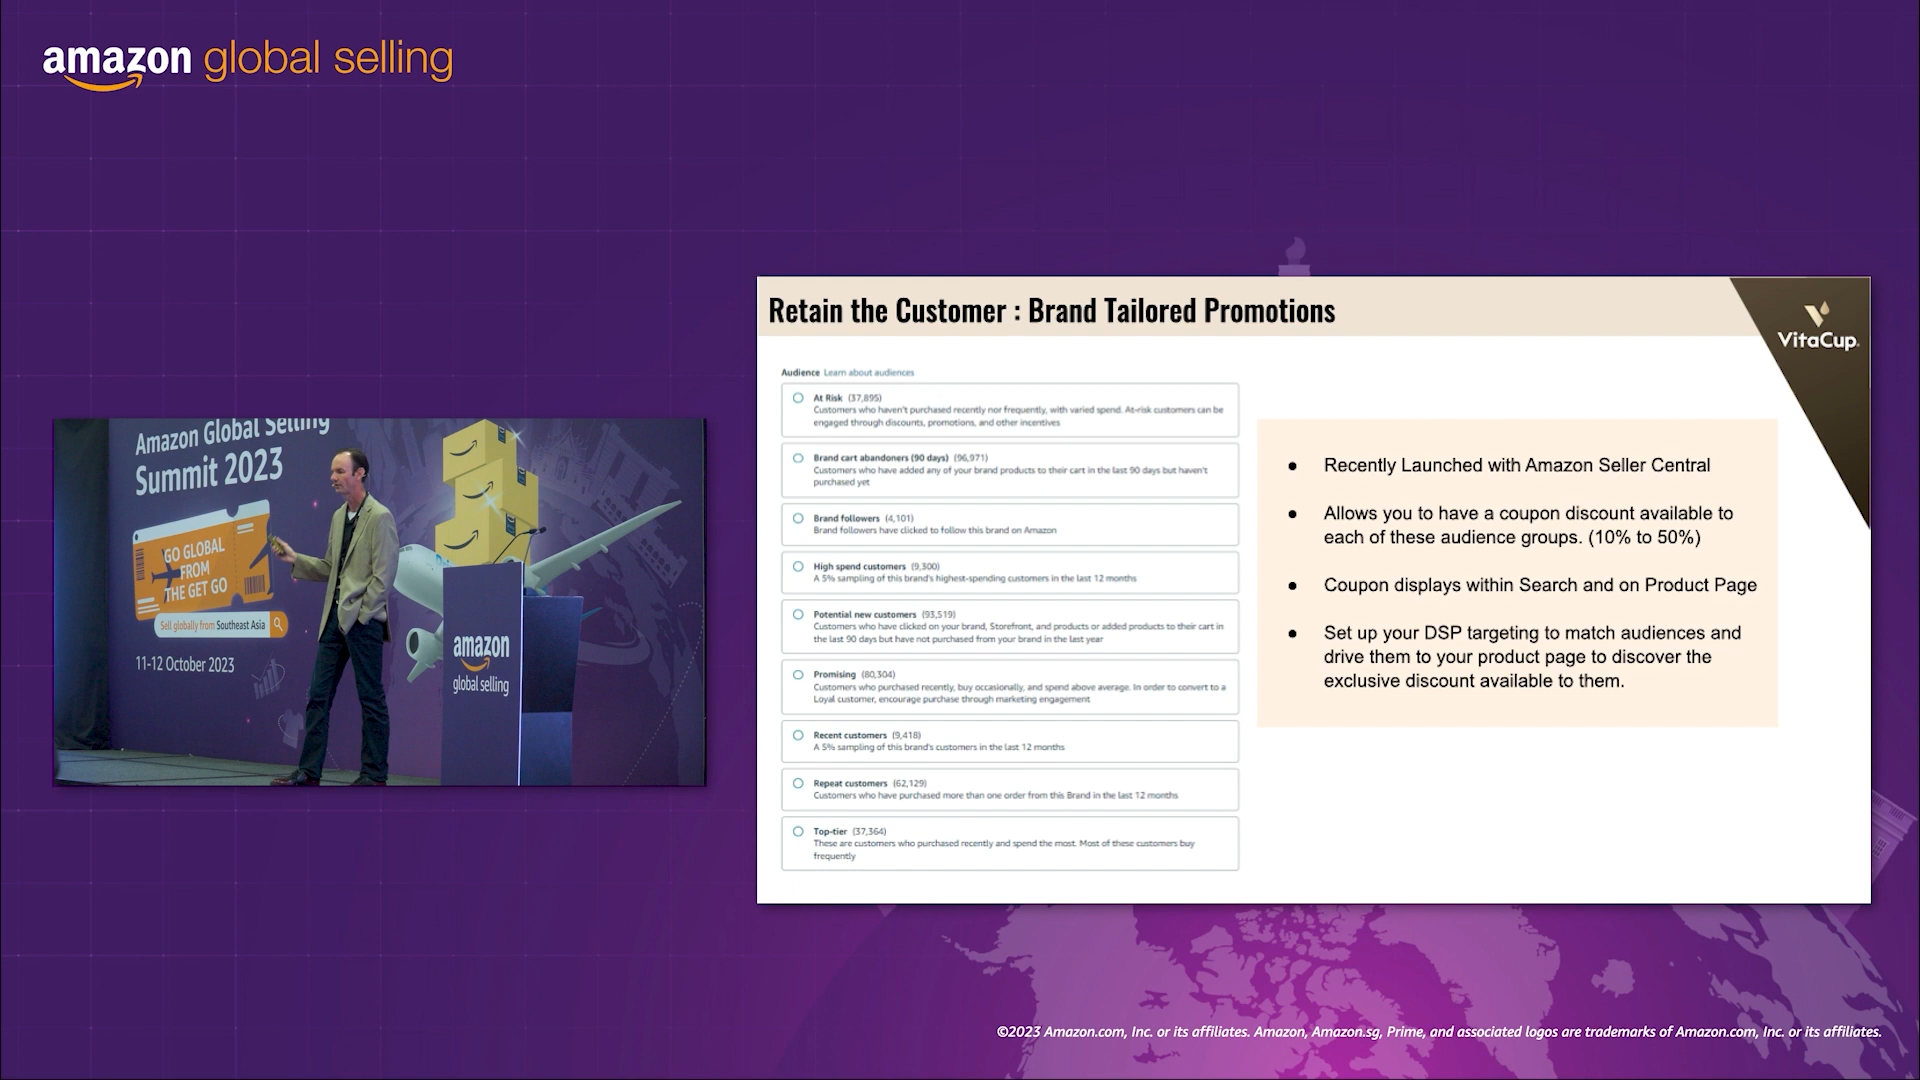 amazon global selling
Amazon Global Selling
Summit 2023
GO GLOBAL
FROM
THE GET GO
Sell globally from Southeast Asia
11-12 October 2023
amazon
global selling
Retain the Customer : Brand Tailored Promotions
VitaCup
Audience Learn about audiences
At Risk (37,895)
Customers who haven't purchased recently nor frequently, with varied spend. At-risk customers can be
engaged through discounts, promotions, and other incentives
Brand cart abandoners (90 days) (96,971)
Customers who have added any of your brand products to their cart in the last 90 days but haven't
purchased yet
Brand followers (4,101)
Brand followers have clicked to follow this brand on Amazon
High spend customers (9,300)
A 5% sampling of this brand's highest-spending customers in the last 12 months
Potential new customers (93,519)
Customers who have clicked on your brand, Storefront, and products or added products to their cart in
the last 90 days but have not purchased from your brand in the last year
Promising (80,304)
Customers who purchased recently, buy occasionally, and spend above average. In order to convert to a
Loyal customer, encourage purchase through marketing engagement
Recent customers (9,418)
A 5% sampling of this brand's customers in the last 12 months
Repeat customers (62,129)
Customers who have purchased more than one order from this Brand in the last 12 months
Top-tier (37,364)
These are customers who purchased recently and spend the most. Most of these customers buy
frequently
● Recently Launched with Amazon Seller Central
● Allows you to have a coupon discount available to
each of these audience groups. (10% to 50%)
● Coupon displays within Search and on Product Page
● Set up your DSP targeting to match audiences and
drive them to your product page to discover the
exclusive discount available to them.
©2023 Amazon.com, Inc. or its affiliates. Amazon, Amazon.sg, Prime, and associated logos are trademarks of Amazon.com, Inc. or its affiliates.